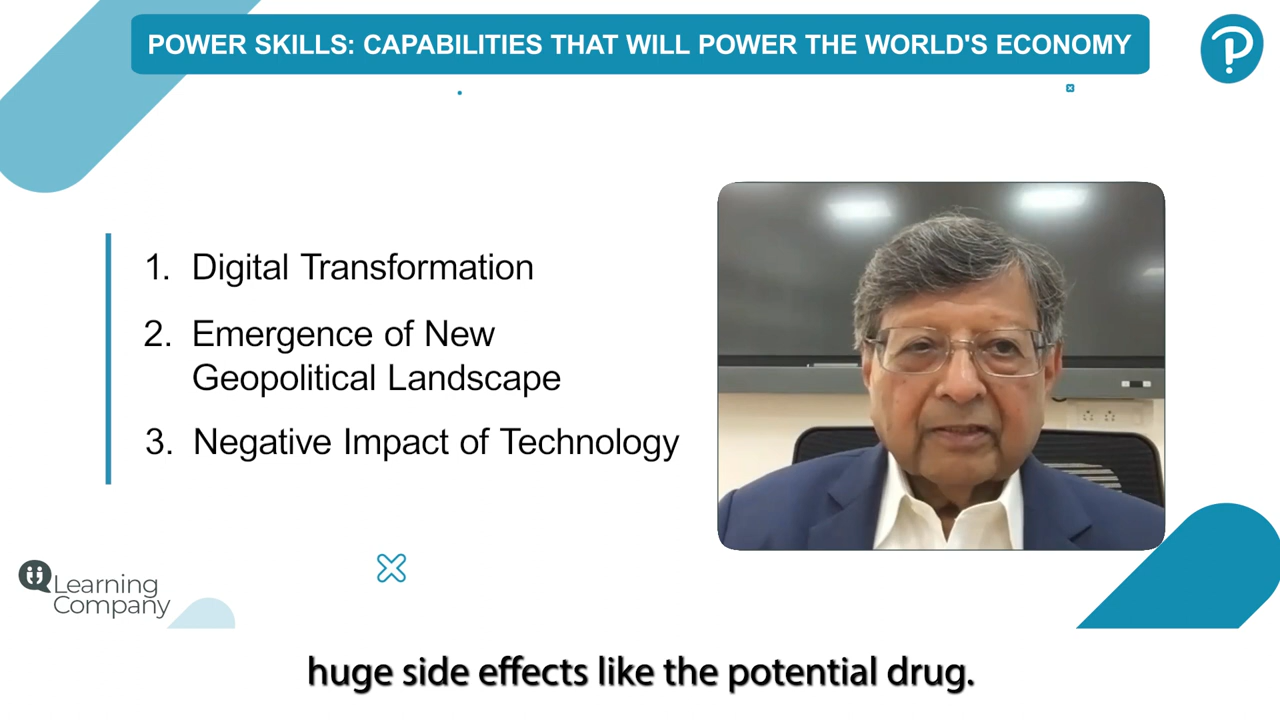 POWER SKILLS: CAPABILITIES THAT WILL POWER THE WORLD'S ECONOMY
1. Digital Transformation
2. Emergence of New
Geopolitical Landscape
3. Negative Impact of Technology
Learning
Company
huge side effects like the potential drug.